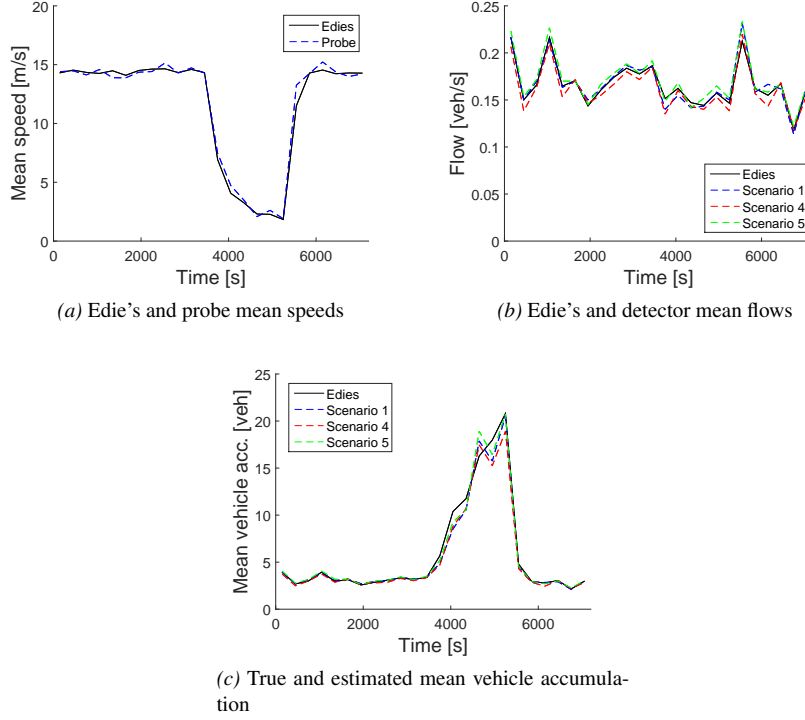 20
15
10
5
0
Mean speed [m/s]
Edies
Probe
0 2000 4000 6000
Time [s]
(a) Edie's and probe mean speeds
0.25
0.2
0.15
0.1
0.05
0
Flow [veh/s]
Edies
Scenario 1
Scenario 4
Scenario 5
0 2000 4000 6000
Time [s]
(b) Edie's and detector mean flows
25
20
15
10
5
0
Mean vehicle acc. [veh]
Edies
Scenario 1
Scenario 4
Scenario 5
0 2000 4000 6000
Time [s]
(c) True and estimated mean vehicle accumula-
tion